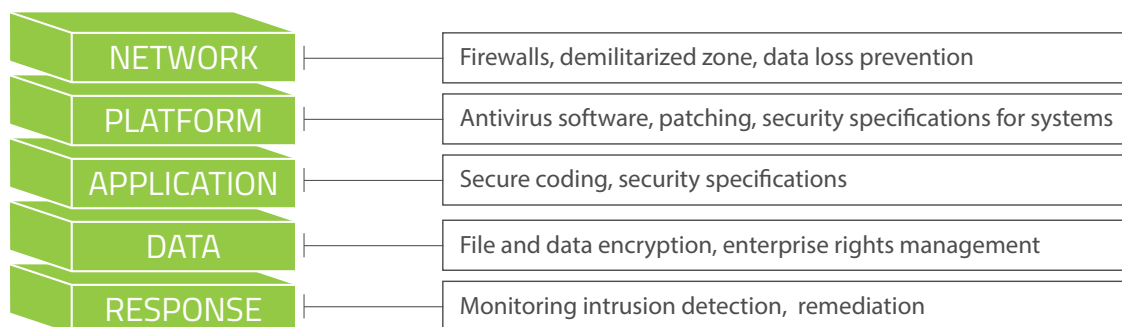 NETWORK
Firewalls, demilitarized zone, data loss prevention
PLATFORM
Antivirus software, patching, security specifications for systems
APPLICATION
Secure coding, security specifications
DATA
File and data encryption, enterprise rights management
RESPONSE
Monitoring intrusion detection, remediation